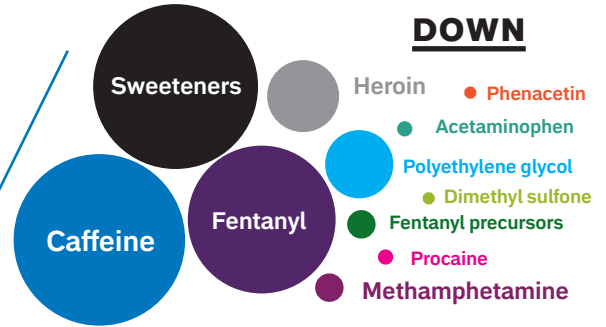 DOWN
Sweeteners
Heroin
Phenacetin
Acetaminophen
Polyethylene glycol
Dimethyl sulfone
Fentanyl
Fentanyl precursors
Caffeine
Procaine
Methamphetamine